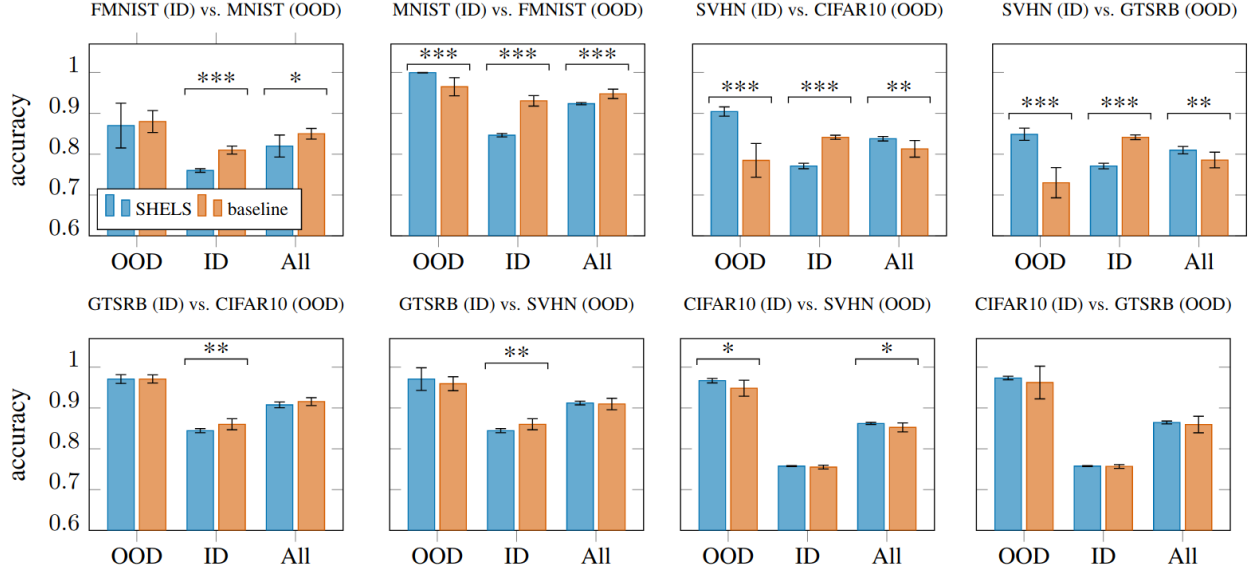 FMNIST (ID) vs. MNIST (OOD)
MNIST (ID) vs. FMNIST (OOD)
SVHN (ID) vs. CIFAR10 (OOD)
SVHN (ID) vs. GTSRB (OOD)
accuracy
1
0.9
0.8
0.7
0.6
*** *
*** *** ***
*** *** **
*** *** **
SHELS baseline
OOD ID All
OOD ID All
OOD ID All
OOD ID All
GTSRB (ID) vs. CIFAR10 (OOD)
GTSRB (ID) vs. SVHN (OOD)
CIFAR10 (ID) vs. SVHN (OOD)
CIFAR10 (ID) vs. GTSRB (OOD)
accuracy
1
0.9
0.8
0.7
0.6
**
**
* *
OOD ID All
OOD ID All
OOD ID All
OOD ID All